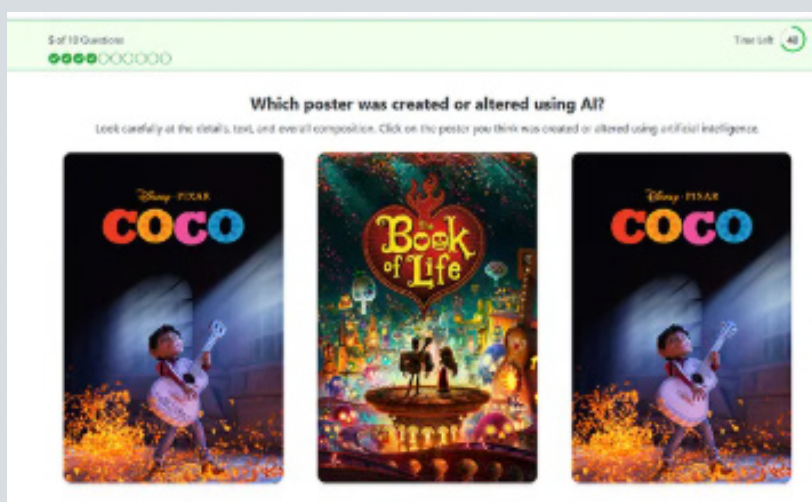 5 of 10 Questions
Time Left 40
Which poster was created or altered using AI?
Look carefully at the details, text, and overall composition. Click on the poster you think was created or altered using artificial intelligence.
Disney · PIXAR
COCO
the
Book
of Life
Disney · PIXAR
COCO